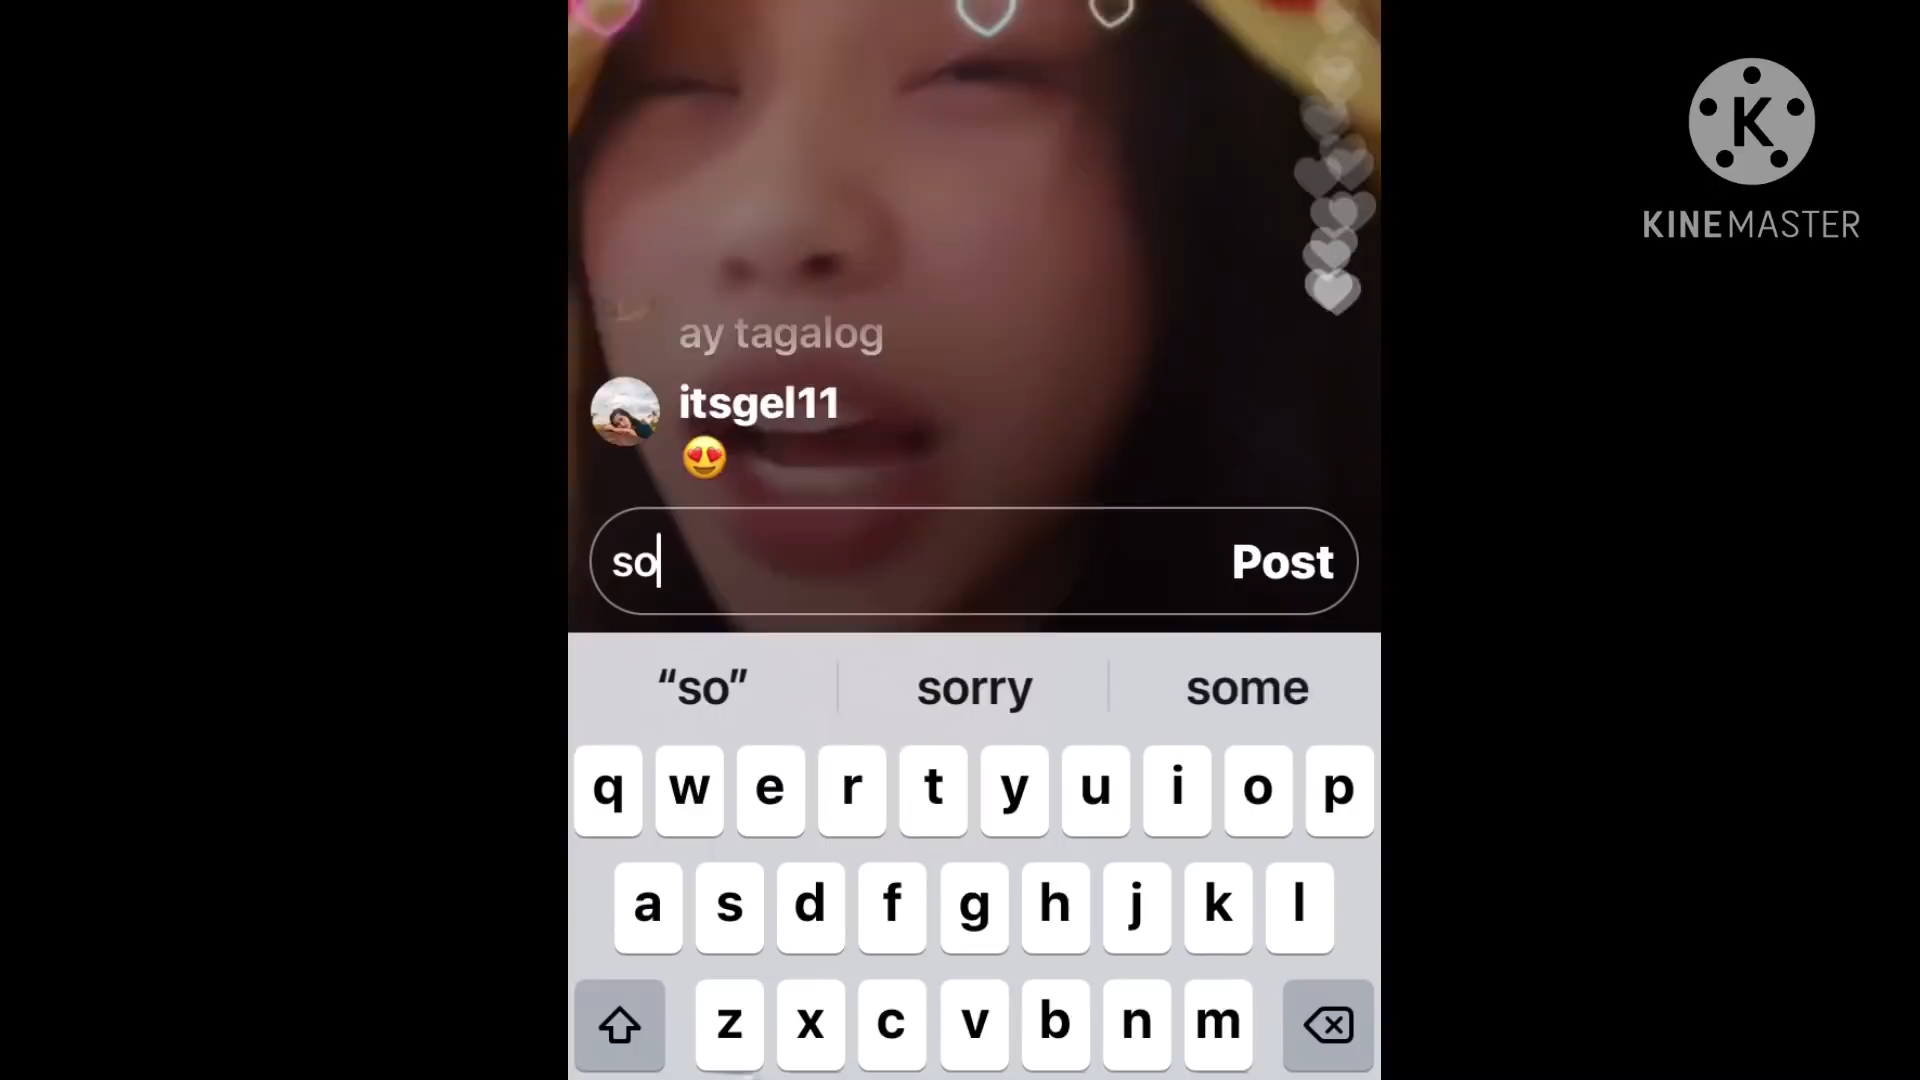 K
KINEMASTER
ay tagalog
itsgel11
😍
so
Post
“so” sorry some
q w e r t y u i o p
a s d f g h j k l
z x c v b n m